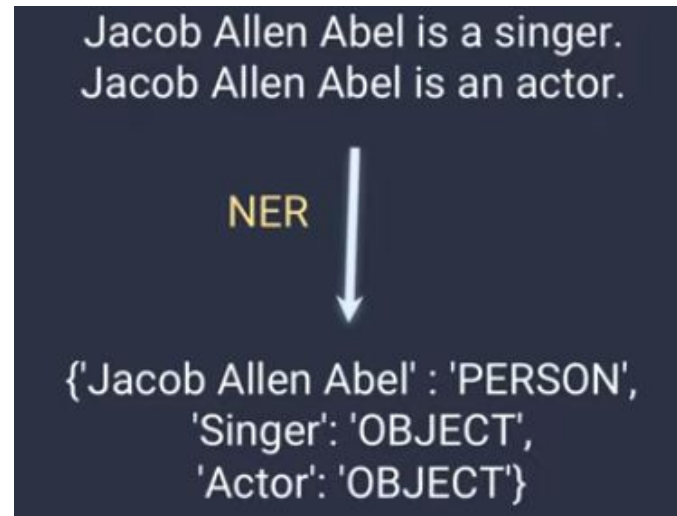 Jacob Allen Abel is a singer.
Jacob Allen Abel is an actor.
NER
{'Jacob Allen Abel' : 'PERSON',
'Singer': 'OBJECT',
'Actor': 'OBJECT'}